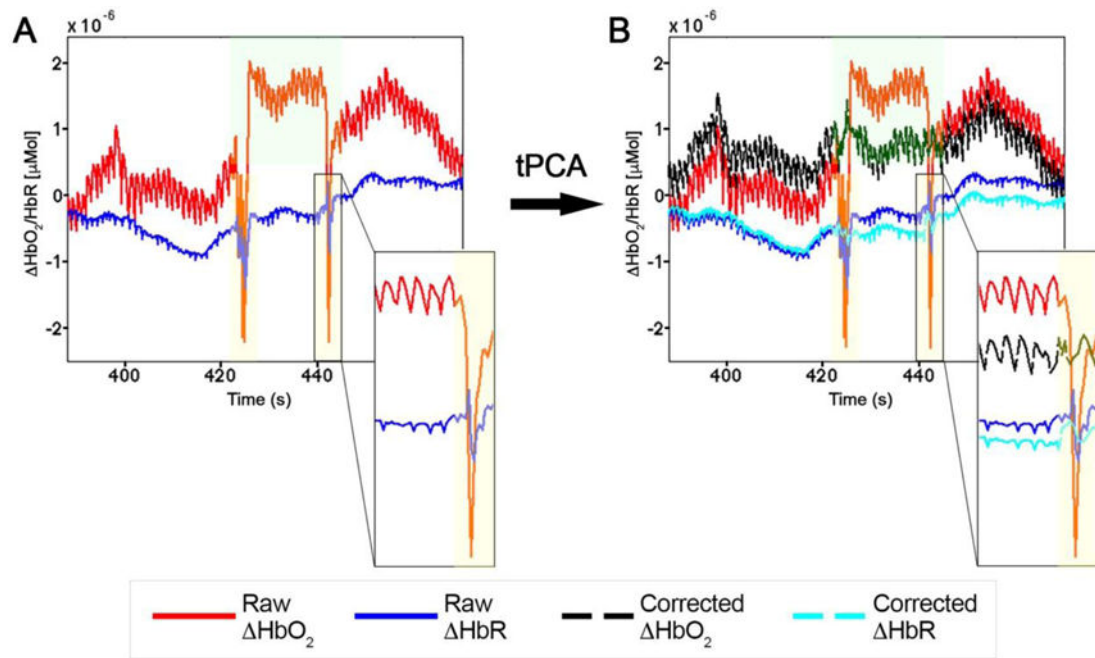 A
x 10⁻⁶
2
1
0
-1
-2
ΔHbO₂/HbR [μMol]
400
420
440
Time (s)
tPCA
B
x 10⁻⁶
2
1
0
-1
-2
ΔHbO₂/HbR [μMol]
400
420
440
Time (s)
Raw
ΔHbO₂
Raw
ΔHbR
Corrected
ΔHbO₂
Corrected
ΔHbR